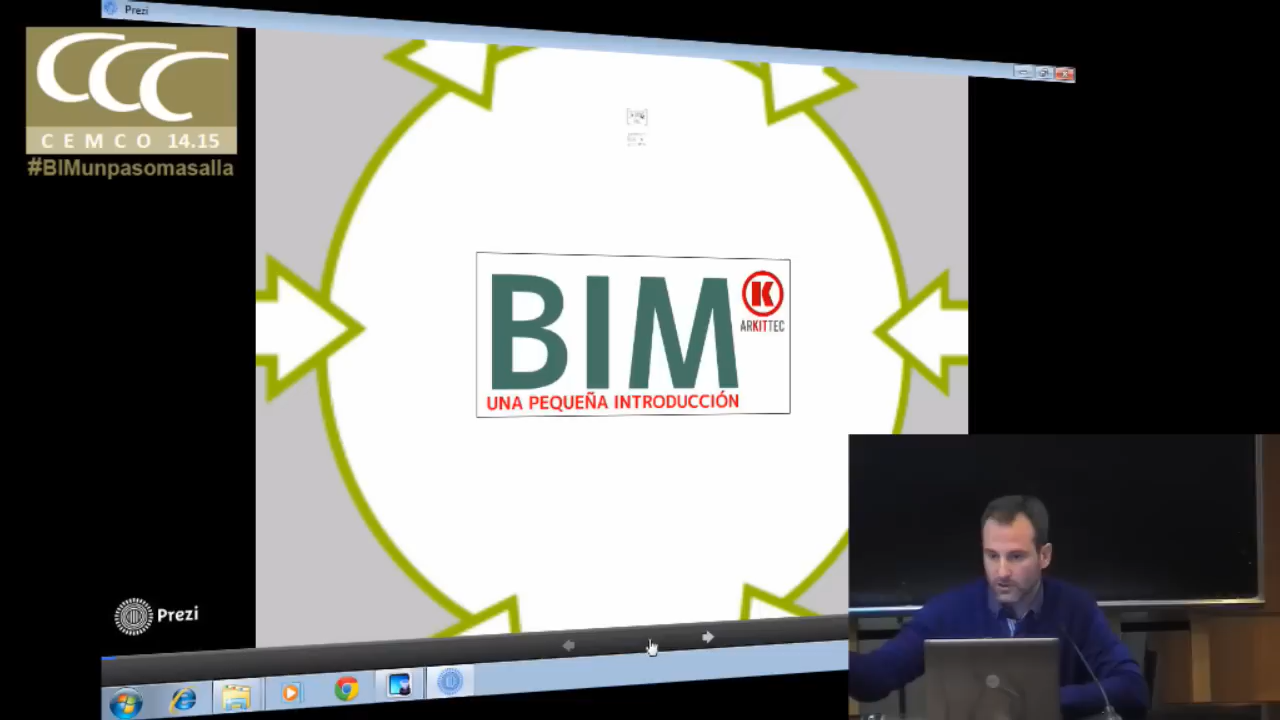 Prezi
CCC
CEMCO 14.15
#BIMunpasomasalla
BIM
K
ARKITTEC
UNA PEQUEÑA INTRODUCCIÓN
Prezi